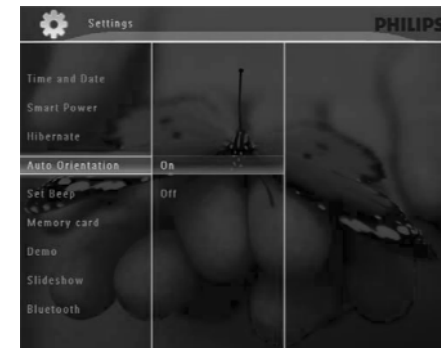 Settings
PHILIPS
Time and Date
Smart Power
Hibernate
Auto Orientation On
Set Beep Off
Memory card
Demo
Slideshow
Bluetooth